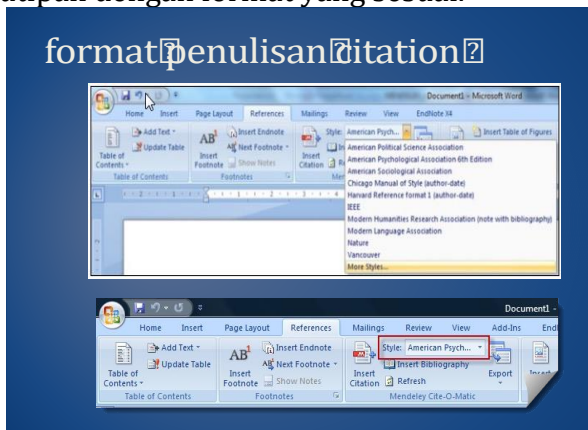 format penulisan citation
Document1 - Microsoft Word
Home Insert Page Layout References Mailings Review View EndNote X4
Add Text
Update Table
Table of Contents
AB¹
Insert Footnote
Insert Endnote
Next Footnote
Show Notes
Insert Citation
Style: American Psych...
Insert Table of Figures
Table of Contents
Footnotes
American Political Science Association
American Psychological Association 6th Edition
American Sociological Association
Chicago Manual of Style (author-date)
Harvard Reference format 1 (author-date)
IEEE
Modern Humanities Research Association (note with bibliography)
Modern Language Association
Nature
Vancouver
More Styles...
Document1 -
Home Insert Page Layout References Mailings Review View Add-Ins
Add Text
Update Table
Table of Contents
AB¹
Insert Footnote
Insert Endnote
Next Footnote
Show Notes
Insert Citation
Style: American Psych...
Insert Bibliography
Refresh
Export
Table of Contents
Footnotes
Mendeley Cite-O-Matic